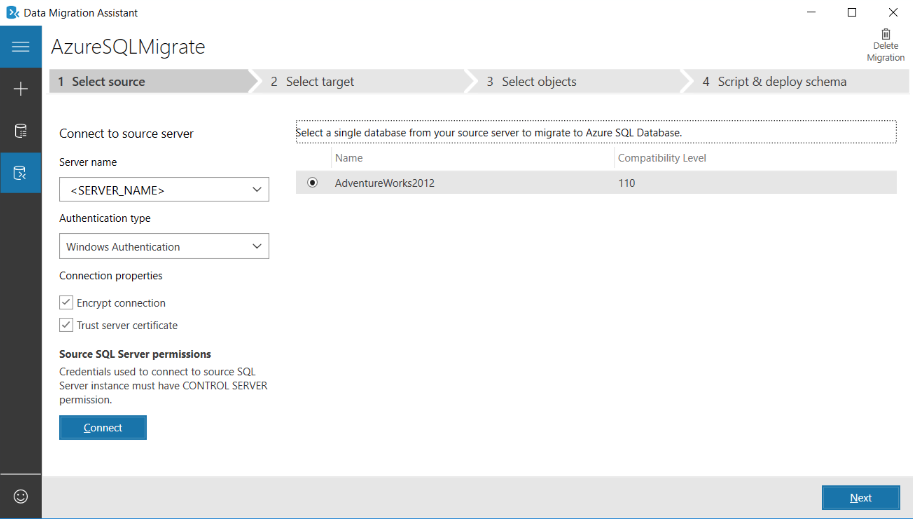 Data Migration Assistant
AzureSQLMigrate
Delete
Migration
1 Select source
2 Select target
3 Select objects
4 Script & deploy schema
Connect to source server
Server name
<SERVER_NAME>
Authentication type
Windows Authentication
Connection properties
Encrypt connection
Trust server certificate
Source SQL Server permissions
Credentials used to connect to source SQL
Server instance must have CONTROL SERVER
permission.
Connect
Select a single database from your source server to migrate to Azure SQL Database.
Name Compatibility Level
AdventureWorks2012 110
Next